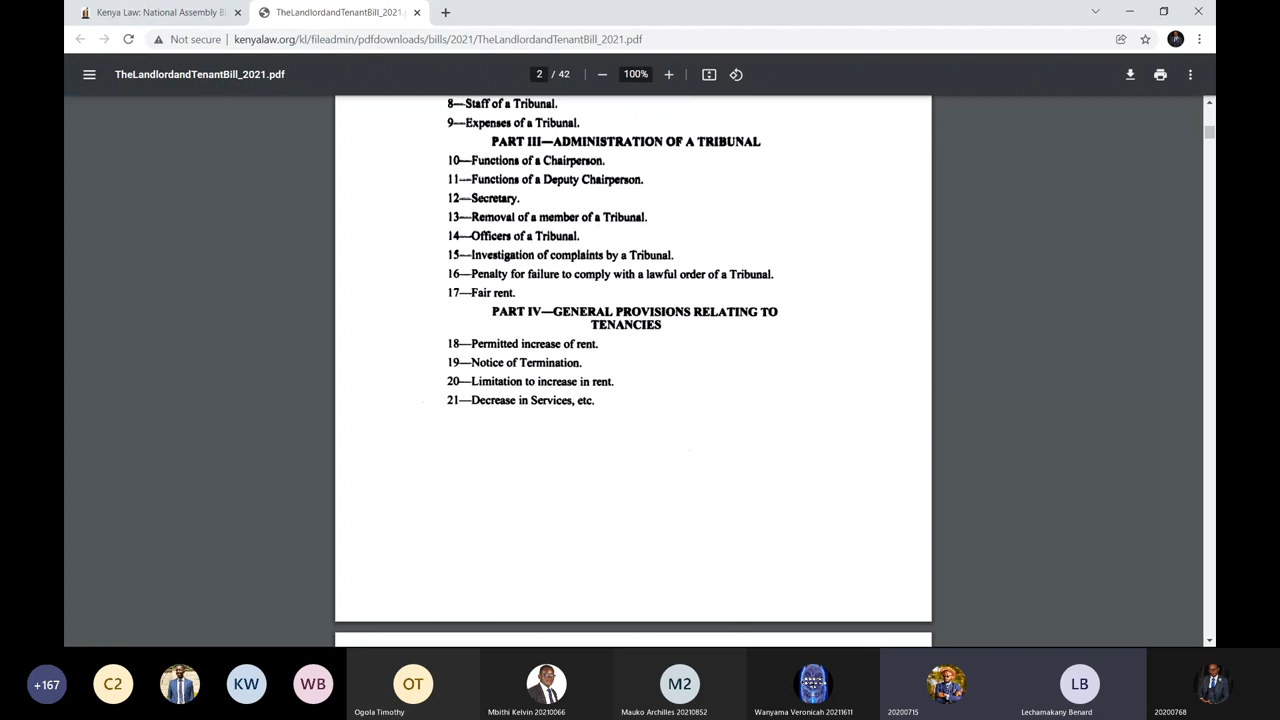 Kenya Law: National Assembly B
TheLandlordandTenantBill_2021.
Not secure
kenyalaw.org/kl/fileadmin/pdfdownloads/bills/2021/TheLandlordandTenantBill_2021.pdf
TheLandlordandTenantBill_2021.pdf
2 / 42
100%
8—Staff of a Tribunal.
9—Expenses of a Tribunal.
PART III—ADMINISTRATION OF A TRIBUNAL
10—Functions of a Chairperson.
11—Functions of a Deputy Chairperson.
12—Secretary.
13—Removal of a member of a Tribunal.
14—Officers of a Tribunal.
15—Investigation of complaints by a Tribunal.
16—Penalty for failure to comply with a lawful order of a Tribunal.
17—Fair rent.
PART IV—GENERAL PROVISIONS RELATING TO
TENANCIES
18—Permitted increase of rent.
19—Notice of Termination.
20—Limitation to increase in rent.
21—Decrease in Services, etc.
+167
C2
KW
WB
OT
M2
LB
Ogola Timothy
Mbithi Kelvin 20210066
Mauko Archilles 20210852
Wanyama Veronicah 20211611
20200715
Lechamakany Benard
20200768